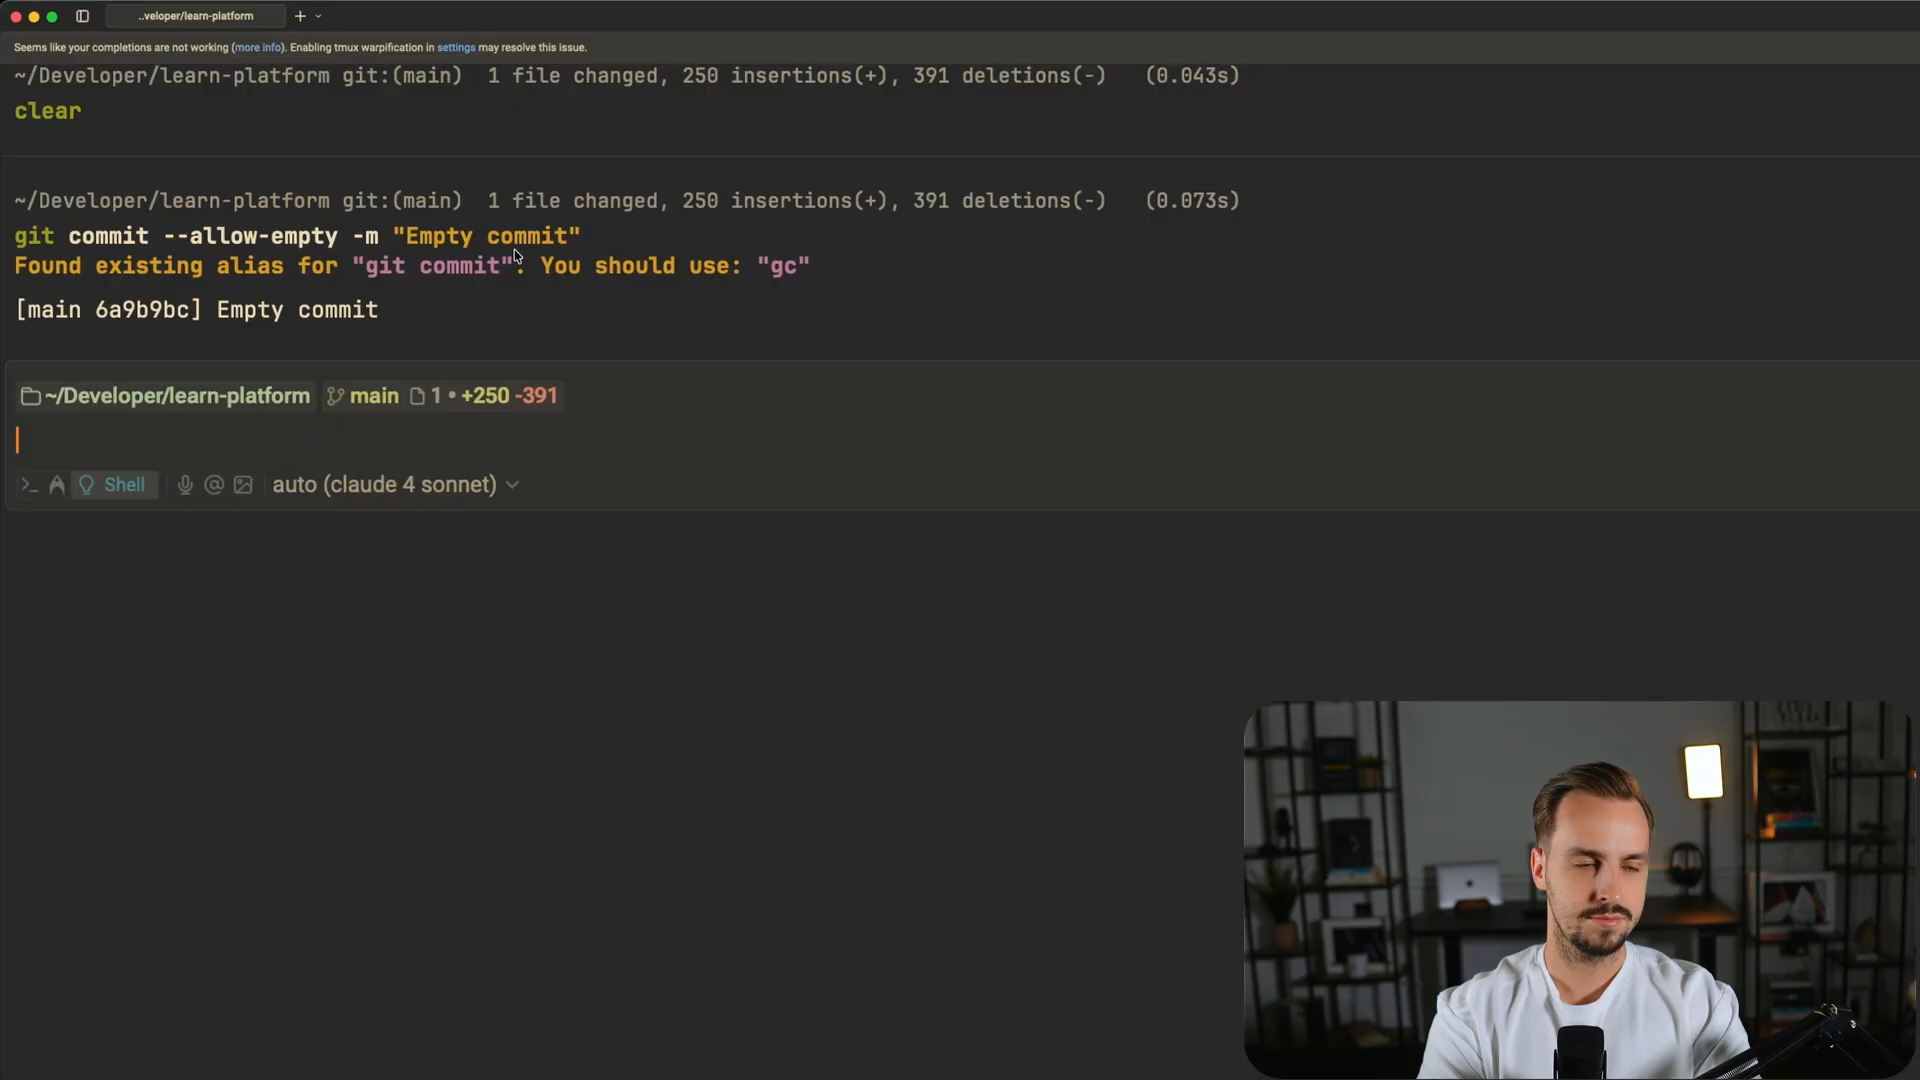 ..veloper/learn-platform
Seems like your completions are not working (more info). Enabling tmux warpification in settings may resolve this issue.
~/Developer/learn-platform git:(main) 1 file changed, 250 insertions(+), 391 deletions(-) (0.043s)
clear
~/Developer/learn-platform git:(main) 1 file changed, 250 insertions(+), 391 deletions(-) (0.073s)
git commit --allow-empty -m "Empty commit"
Found existing alias for "git commit". You should use: "gc"
[main 6a9b9bc] Empty commit
~/Developer/learn-platform main 1 • +250 -391
Shell auto (claude 4 sonnet)